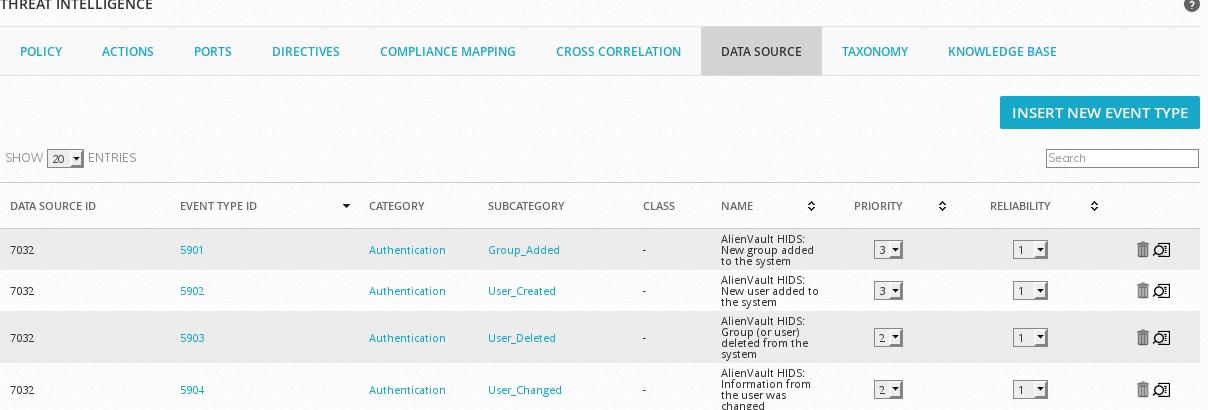 THREAT INTELLIGENCE
?
POLICY ACTIONS PORTS DIRECTIVES COMPLIANCE MAPPING CROSS CORRELATION DATA SOURCE TAXONOMY KNOWLEDGE BASE
INSERT NEW EVENT TYPE
SHOW 20 ENTRIES
Search
DATA SOURCE ID EVENT TYPE ID CATEGORY SUBCATEGORY CLASS NAME PRIORITY RELIABILITY
7032 5901 Authentication Group_Added - AlienVault HIDS:
New group added
to the system
3 1
7032 5902 Authentication User_Created - AlienVault HIDS:
New user added to
the system
3 1
7032 5903 Authentication User_Deleted - AlienVault HIDS:
Group (or user)
deleted from the
system
2 1
7032 5904 Authentication User_Changed - AlienVault HIDS:
Information from
the user was
changed
2 1